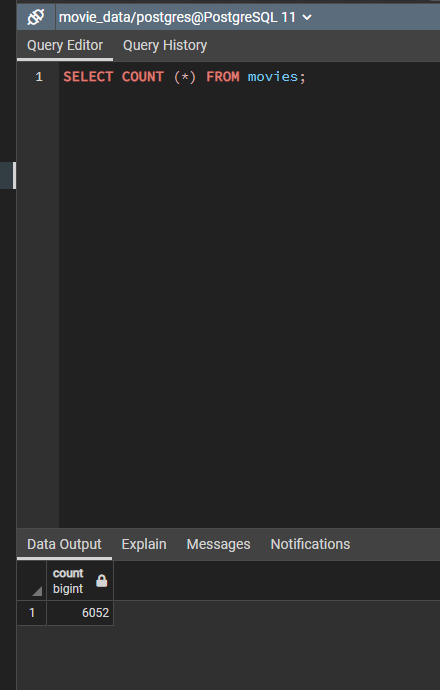 movie_data/postgres@PostgreSQL 11
Query Editor Query History
1 SELECT COUNT (*) FROM movies;
Data Output Explain Messages Notifications
count
bigint
1 6052